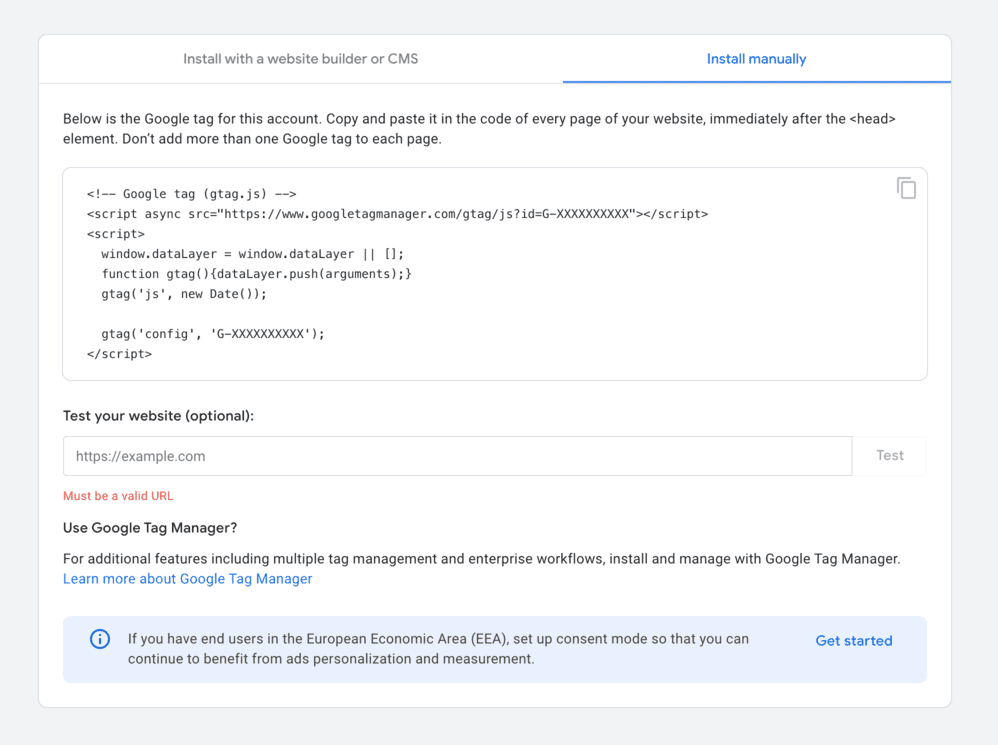 Install with a website builder or CMS
Install manually
Below is the Google tag for this account. Copy and paste it in the code of every page of your website, immediately after the <head>
element. Don’t add more than one Google tag to each page.
<!-- Google tag (gtag.js) -->
<script async src="https://www.googletagmanager.com/gtag/js?id=G-XXXXXXXXXX"></script>
<script>
  window.dataLayer = window.dataLayer || [];
  function gtag(){dataLayer.push(arguments);}
  gtag('js', new Date());

  gtag('config', 'G-XXXXXXXXXX');
</script>
Test your website (optional):
https://example.com
Test
Must be a valid URL
Use Google Tag Manager?
For additional features including multiple tag management and enterprise workflows, install and manage with Google Tag Manager.
Learn more about Google Tag Manager
If you have end users in the European Economic Area (EEA), set up consent mode so that you can
continue to benefit from ads personalization and measurement.
Get started